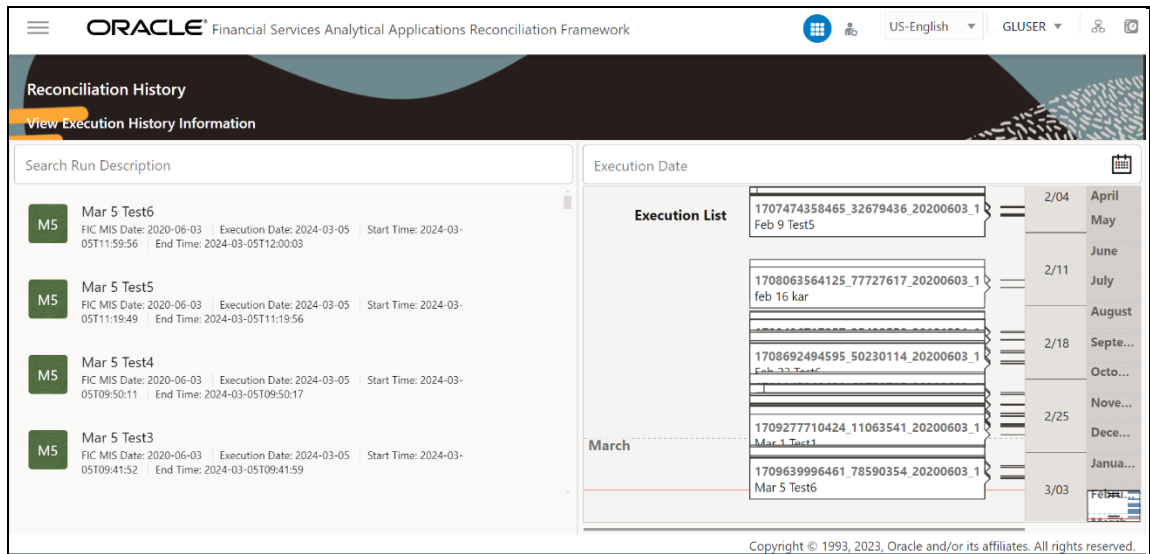 ORACLE® Financial Services Analytical Applications Reconciliation Framework
US-English
GLUSER
Reconciliation History
View Execution History Information
Search Run Description
Execution Date
M5
Mar 5 Test6
FIC MIS Date: 2020-06-03 Execution Date: 2024-03-05 Start Time: 2024-03-
05T11:59:56 End Time: 2024-03-05T12:00:03
M5
Mar 5 Test5
FIC MIS Date: 2020-06-03 Execution Date: 2024-03-05 Start Time: 2024-03-
05T11:19:49 End Time: 2024-03-05T11:19:56
M5
Mar 5 Test4
FIC MIS Date: 2020-06-03 Execution Date: 2024-03-05 Start Time: 2024-03-
05T09:50:11 End Time: 2024-03-05T09:50:17
M5
Mar 5 Test3
FIC MIS Date: 2020-06-03 Execution Date: 2024-03-05 Start Time: 2024-03-
05T09:41:52 End Time: 2024-03-05T09:41:59
Execution List
1707474358465_32679436_20200603_1
Feb 9 Test5
1708063564125_77727617_20200603_1
feb 16 kar
1708692494595_50230114_20200603_1
Feb 23 Test6
1709277710424_11063541_20200603_1
Mar 1 Test1
March
1709639996461_78590354_20200603_1
Mar 5 Test6
2/04
2/11
2/18
2/25
3/03
April
May
June
July
August
Septe...
Octo...
Nove...
Dece...
Janua...
Febru...
Copyright © 1993, 2023, Oracle and/or its affiliates. All rights reserved.